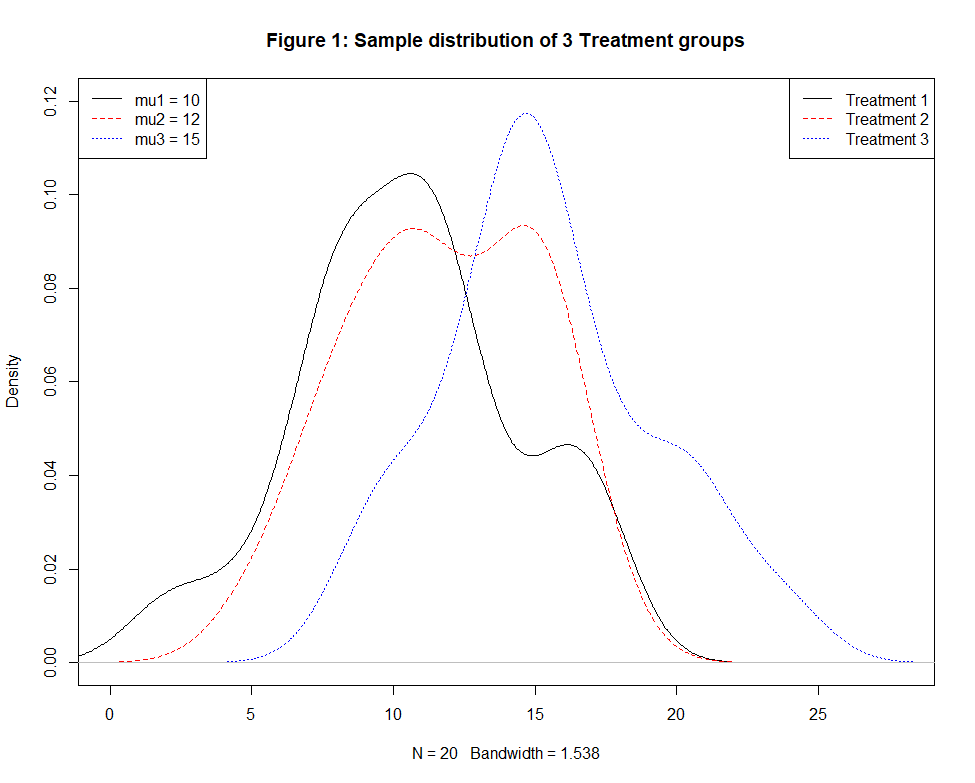 Figure 1: Sample distribution of 3 Treatment groups
mu1 = 10
mu2 = 12
mu3 = 15
Treatment 1
Treatment 2
Treatment 3
Density
0.12
0.10
0.08
0.06
0.04
0.02
0.00
0 5 10 15 20 25
N = 20 Bandwidth = 1.538